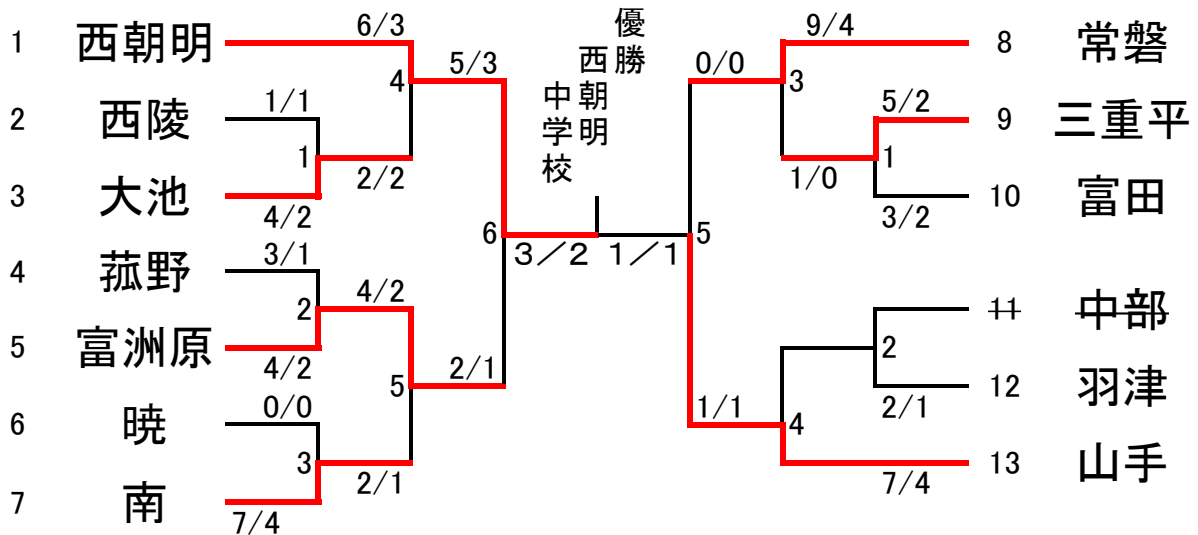 優勝
西朝明
中学校
1 西朝明 6/3
2 西陵 1/1
3 大池 4/2
4 菰野 3/1
5 富洲原 4/2
6 暁 0/0
7 南 7/4
1
2/2
2
4/2
3
2/1
4
5/3
5
2/1
6
3／2
1／1
5
0/0
3
1/0
1
1/1
4
2
9/4 8 常磐
5/2 9 三重平
3/2 10 富田
11 中部
2/1 12 羽津
7/4 13 山手